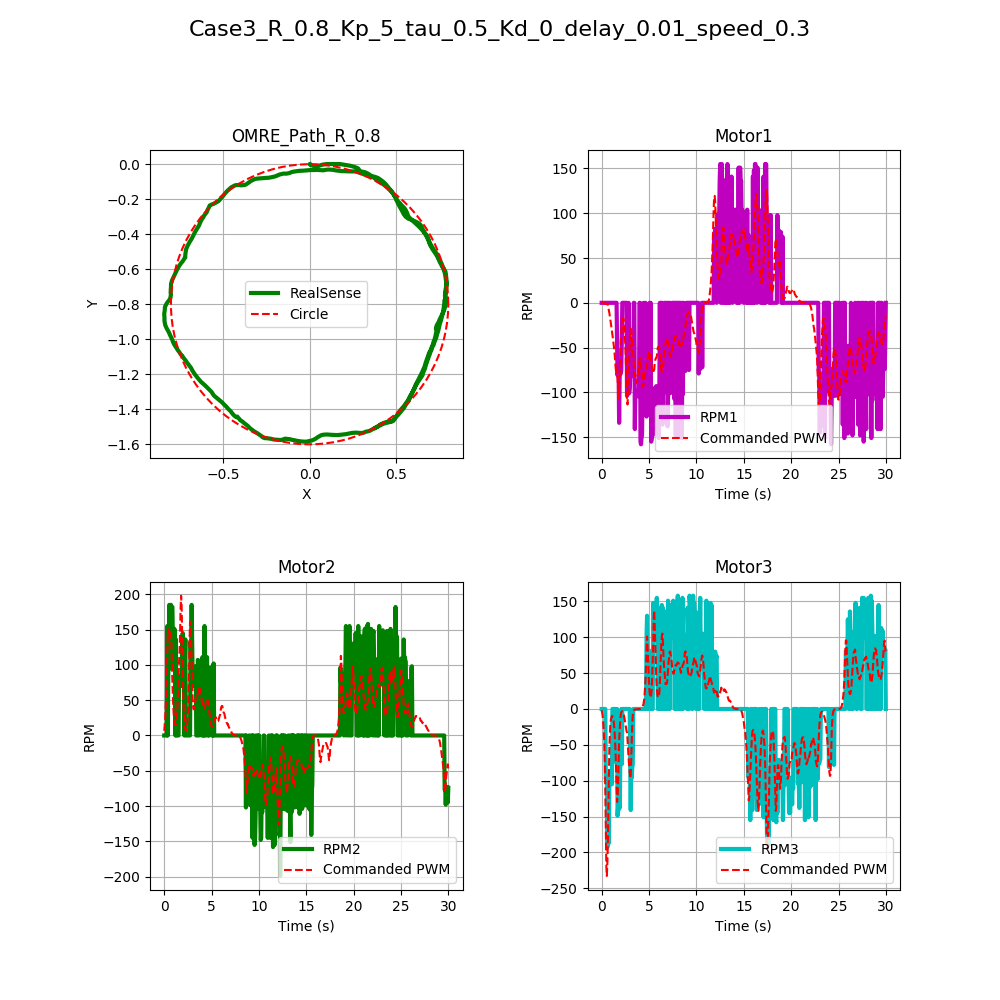 Case3_R_0.8_Kp_5_tau_0.5_Kd_0_delay_0.01_speed_0.3
OMRE_Path_R_0.8
0.0
−0.2
−0.4
−0.6
−0.8
−1.0
−1.2
−1.4
−1.6
Y
RealSense
Circle
−0.5
0.0
0.5
X
Motor1
150
100
50
0
−50
−100
−150
RPM
RPM1
Commanded PWM
0
5
10
15
20
25
30
Time (s)
Motor2
200
150
100
50
0
−50
−100
−150
−200
RPM
RPM2
Commanded PWM
0
5
10
15
20
25
30
Time (s)
Motor3
150
100
50
0
−50
−100
−150
−200
−250
RPM
RPM3
Commanded PWM
0
5
10
15
20
25
30
Time (s)